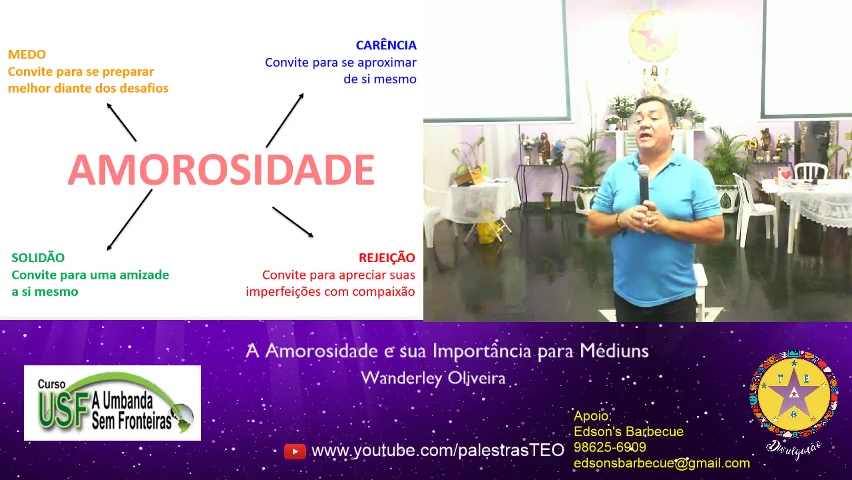 MEDO
Convite para se preparar
melhor diante dos desafios
CARÊNCIA
Convite para se aproximar
de si mesmo
AMOROSIDADE
SOLIDÃO
Convite para uma amizade
a si mesmo
REJEIÇÃO
Convite para apreciar suas
imperfeições com compaixão
A Amorosidade e sua Importância para Médiuns
Wanderley Oliveira
Curso
USF A Umbanda
Sem Fronteiras
www.youtube.com/palestrasTEO
Apoio:
Edson's Barbecue
98625-6909
edsonsbarbecue@gmail.com
Divulguião